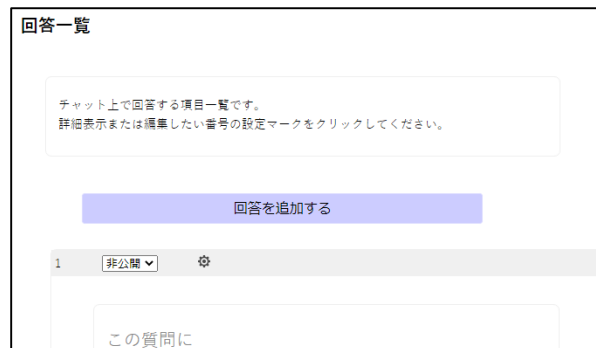 回答一覧
チャット上で回答する項目一覧です。
詳細表示または編集したい番号の設定マークをクリックしてください。
回答を追加する
1 非公開
この質問に